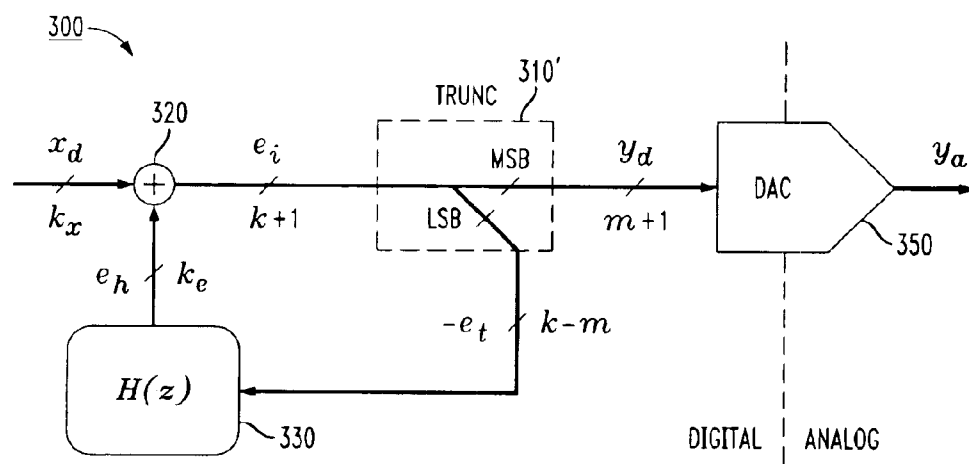 300
310'
TRUNC
320
x_d
e_i
MSB
y_d
y_a
DAC
k_x
k+1
LSB
m+1
350
e_h
k_e
-e_t
k-m
H(z)
330
DIGITAL
ANALOG